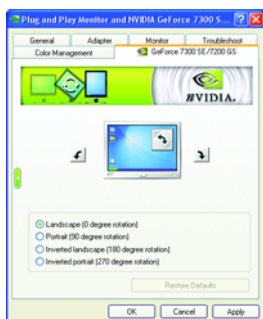 Plug and Play Monitor and NVIDIA GeForce 7300 S...
General Adapter Monitor Troubleshoot
Color Management GeForce 7300 SE/7200 GS
NVIDIA.
Landscape (0 degree rotation)
Portrait (90 degree rotation)
Inverted landscape (180 degree rotation)
Inverted portrait (270 degree rotation)
Restore Defaults
OK Cancel Apply